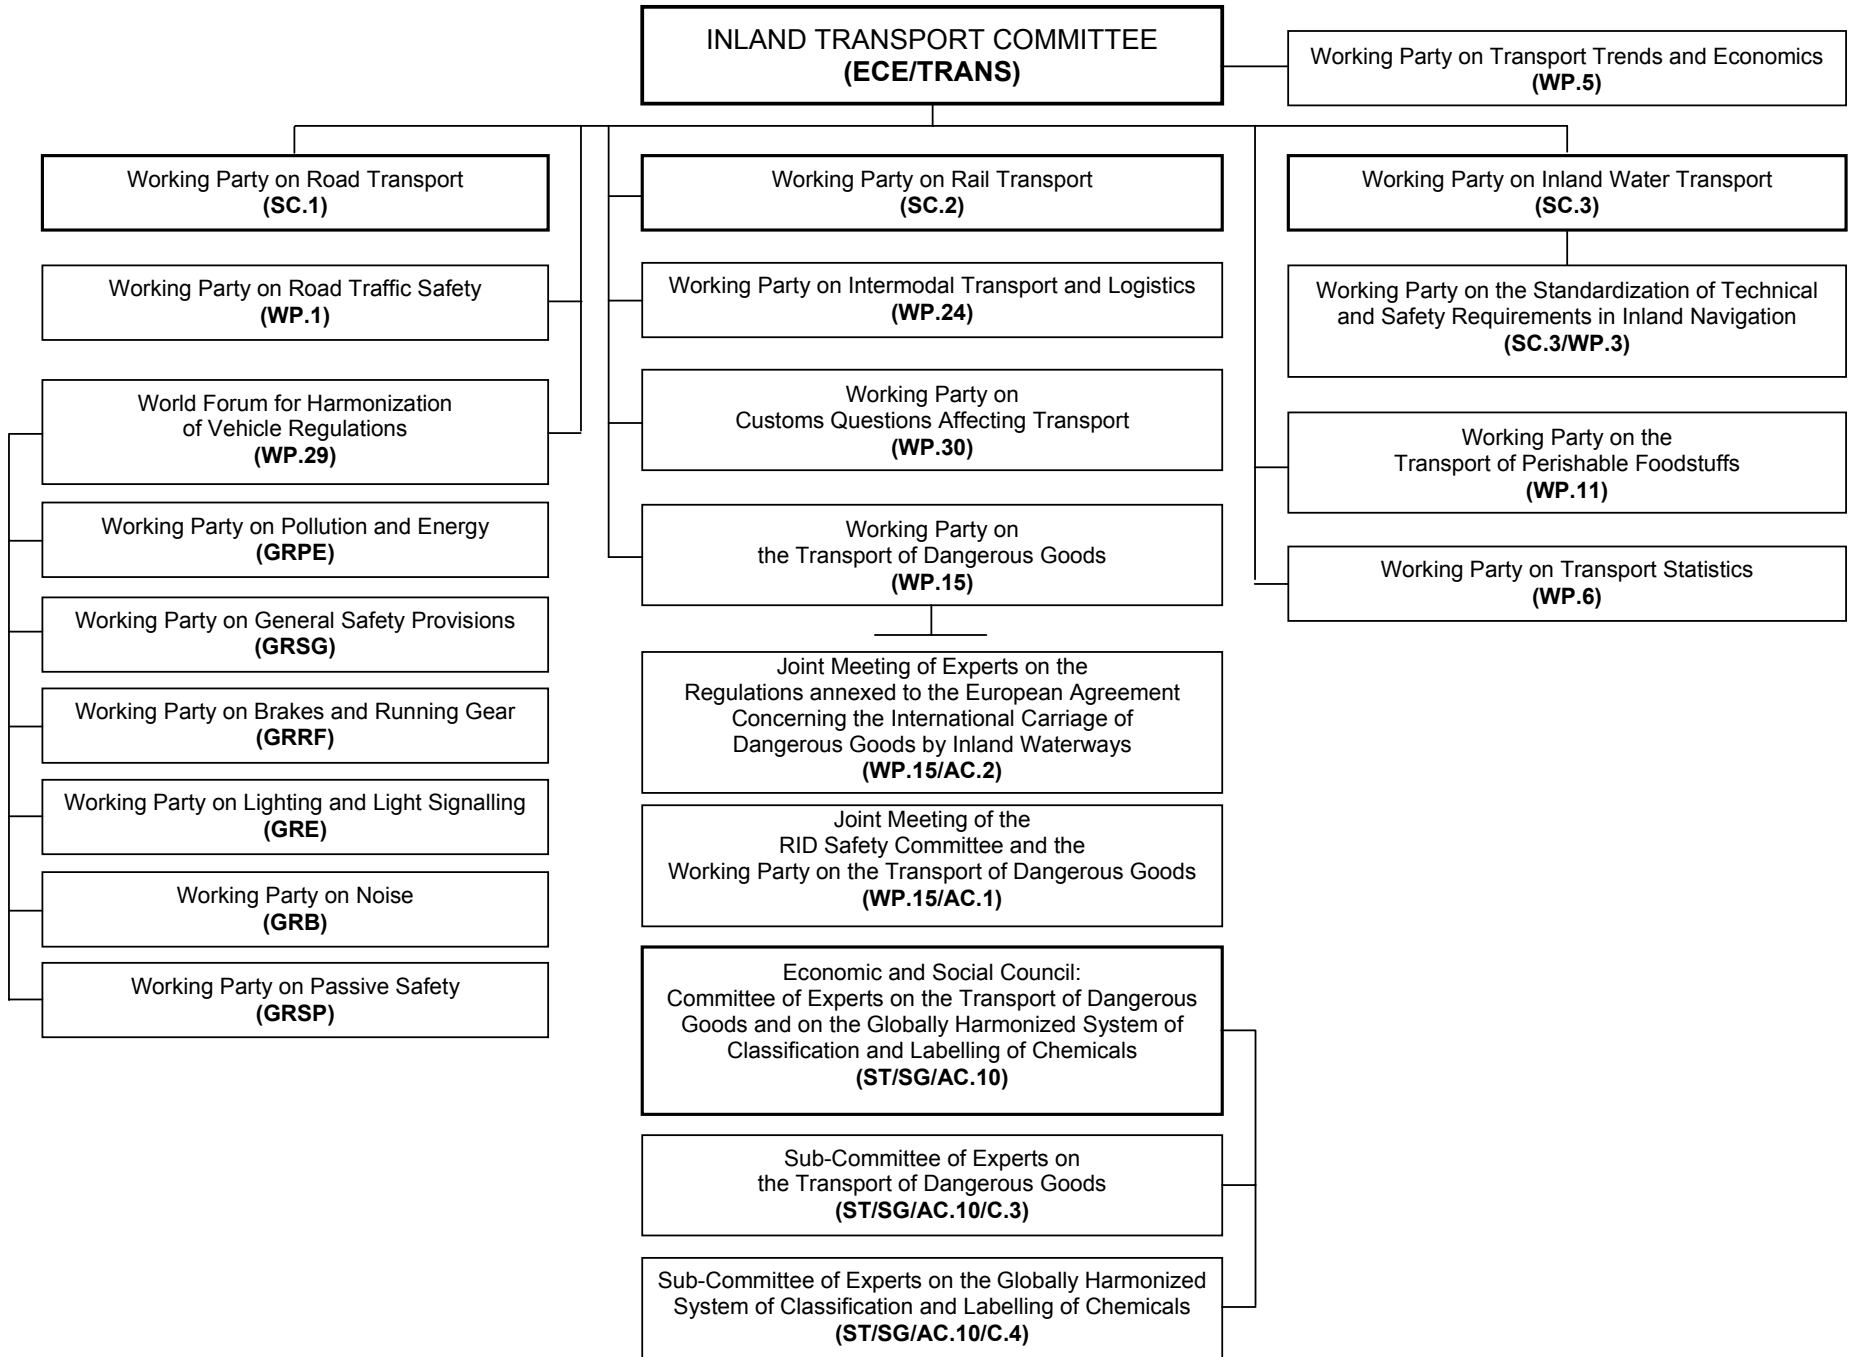 INLAND TRANSPORT COMMITTEE
(ECE/TRANS)
Working Party on Transport Trends and Economics
(WP.5)
Working Party on Road Transport
(SC.1)
Working Party on Road Traffic Safety
(WP.1)
World Forum for Harmonization
of Vehicle Regulations
(WP.29)
Working Party on Pollution and Energy
(GRPE)
Working Party on General Safety Provisions
(GRSG)
Working Party on Brakes and Running Gear
(GRRF)
Working Party on Lighting and Light Signalling
(GRE)
Working Party on Noise
(GRB)
Working Party on Passive Safety
(GRSP)
Working Party on Rail Transport
(SC.2)
Working Party on Intermodal Transport and Logistics
(WP.24)
Working Party on
Customs Questions Affecting Transport
(WP.30)
Working Party on
the Transport of Dangerous Goods
(WP.15)
Joint Meeting of Experts on the
Regulations annexed to the European Agreement
Concerning the International Carriage of
Dangerous Goods by Inland Waterways
(WP.15/AC.2)
Joint Meeting of the
RID Safety Committee and the
Working Party on the Transport of Dangerous Goods
(WP.15/AC.1)
Economic and Social Council:
Committee of Experts on the Transport of Dangerous
Goods and on the Globally Harmonized System of
Classification and Labelling of Chemicals
(ST/SG/AC.10)
Sub-Committee of Experts on
the Transport of Dangerous Goods
(ST/SG/AC.10/C.3)
Sub-Committee of Experts on the Globally Harmonized
System of Classification and Labelling of Chemicals
(ST/SG/AC.10/C.4)
Working Party on Inland Water Transport
(SC.3)
Working Party on the Standardization of Technical
and Safety Requirements in Inland Navigation
(SC.3/WP.3)
Working Party on the
Transport of Perishable Foodstuffs
(WP.11)
Working Party on Transport Statistics
(WP.6)